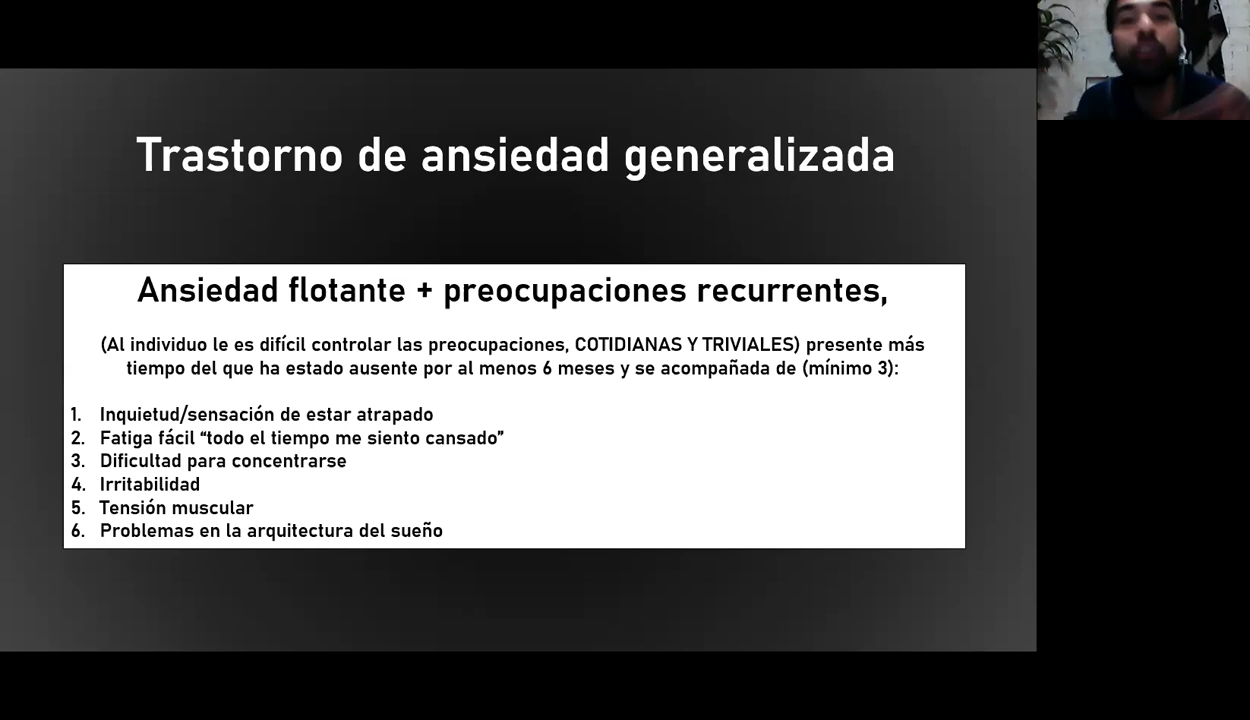 Trastorno de ansiedad generalizada
Ansiedad flotante + preocupaciones recurrentes,
(Al individuo le es difícil controlar las preocupaciones, COTIDIANAS Y TRIVIALES) presente más
tiempo del que ha estado ausente por al menos 6 meses y se acompañada de (mínimo 3):
1. Inquietud/sensación de estar atrapado
2. Fatiga fácil “todo el tiempo me siento cansado”
3. Dificultad para concentrarse
4. Irritabilidad
5. Tensión muscular
6. Problemas en la arquitectura del sueño